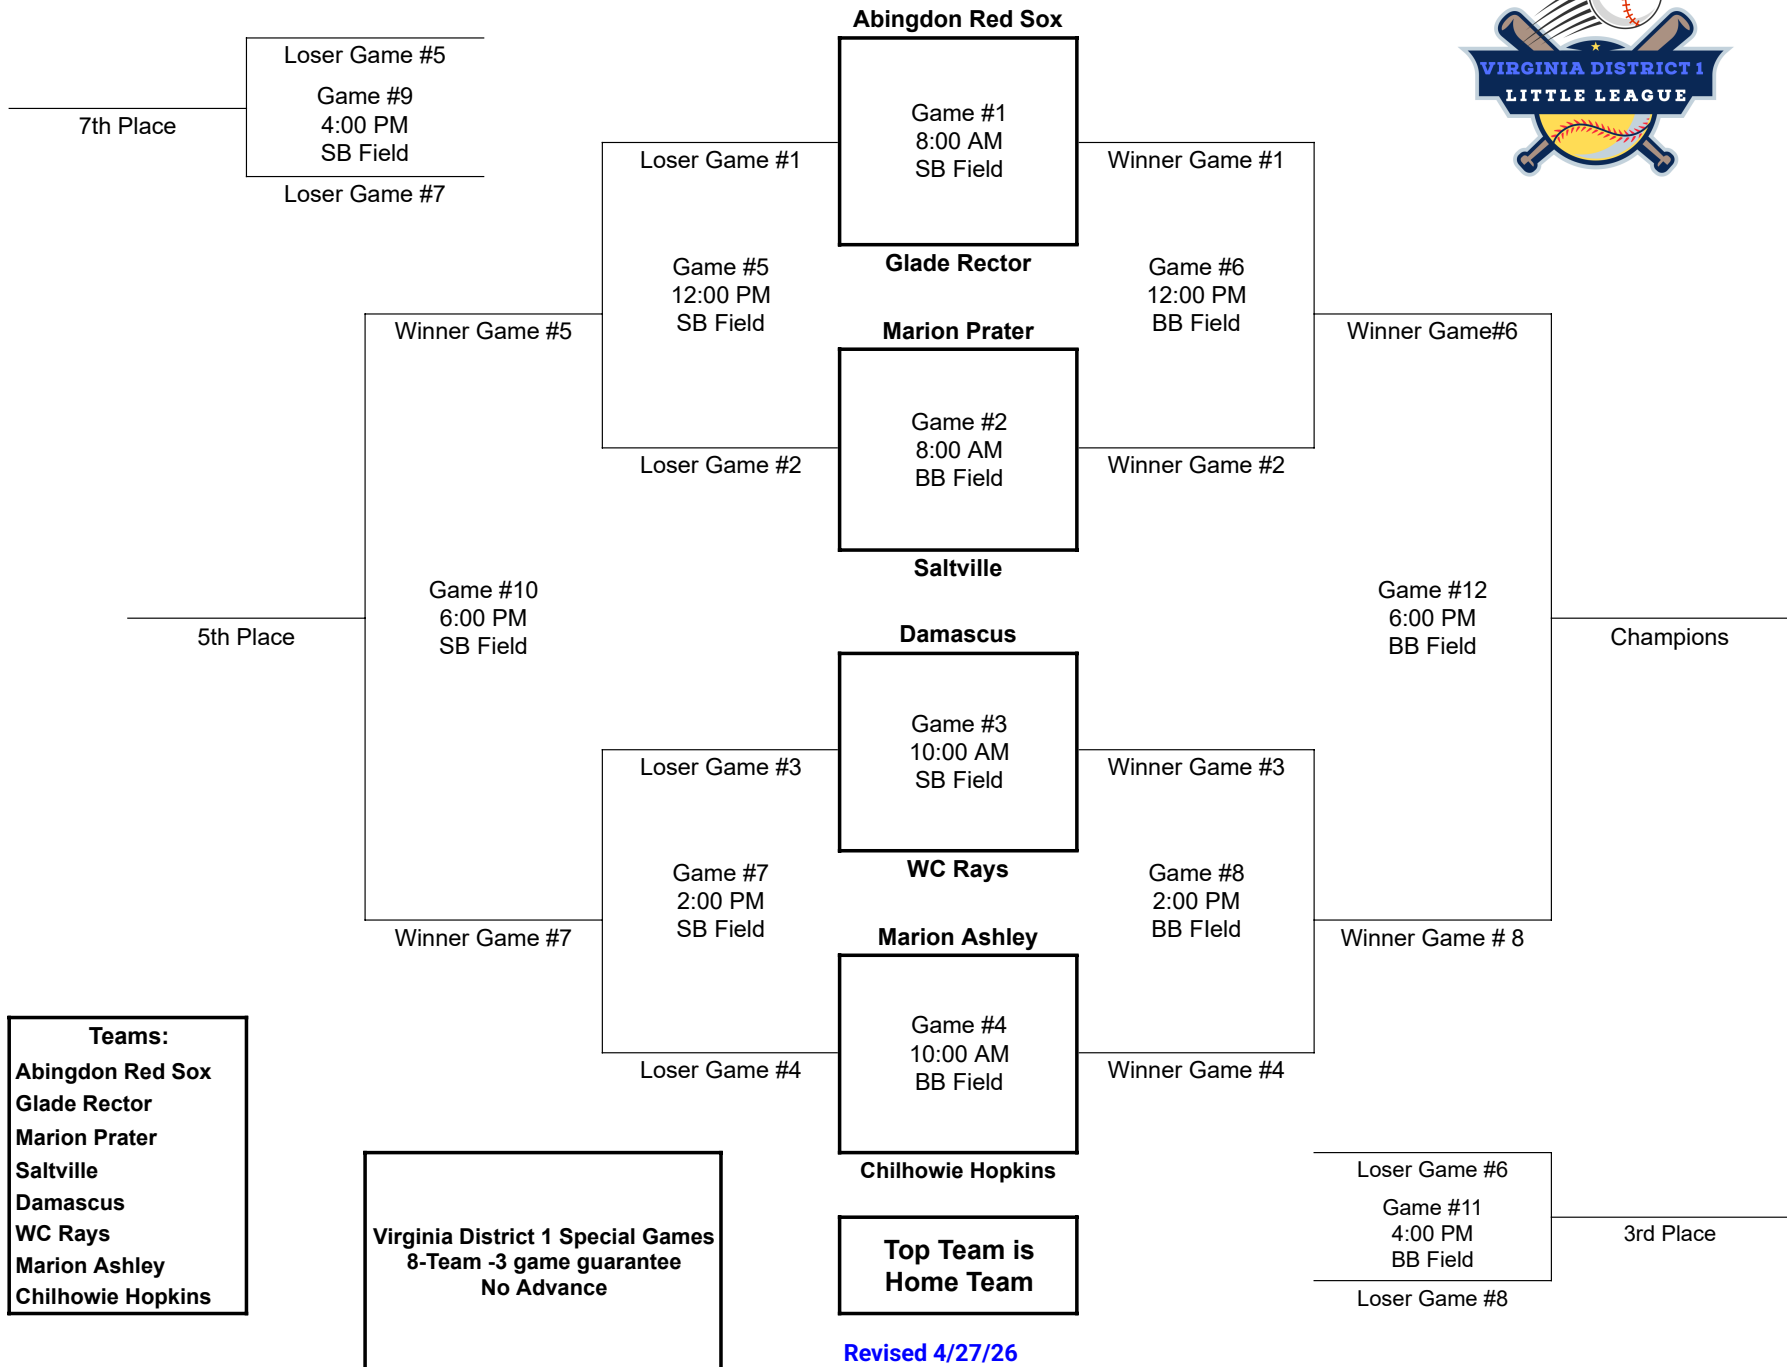 Abingdon Red Sox
VIRGINIA DISTRICT 1
LITTLE LEAGUE
Loser Game #5
Game #9
4:00 PM
SB Field
7th Place
Loser Game #7
Game #1
8:00 AM
SB Field
Loser Game #1
Winner Game #1
Glade Rector
Game #5
12:00 PM
SB Field
Game #6
12:00 PM
BB Field
Winner Game #5
Marion Prater
Winner Game#6
Game #2
8:00 AM
BB Field
Loser Game #2
Winner Game #2
Saltville
Game #10
6:00 PM
SB Field
5th Place
Game #12
6:00 PM
BB Field
Champions
Damascus
Game #3
10:00 AM
SB Field
Loser Game #3
Winner Game #3
WC Rays
Game #7
2:00 PM
SB Field
Game #8
2:00 PM
BB FIeld
Winner Game #7
Marion Ashley
Winner Game # 8
Game #4
10:00 AM
BB Field
Loser Game #4
Winner Game #4
Chilhowie Hopkins
Teams:
Abingdon Red Sox
Glade Rector
Marion Prater
Saltville
Damascus
WC Rays
Marion Ashley
Chilhowie Hopkins
Virginia District 1 Special Games
8-Team -3 game guarantee
No Advance
Top Team is
Home Team
Loser Game #6
Game #11
4:00 PM
BB Field
3rd Place
Loser Game #8
Revised 4/27/26